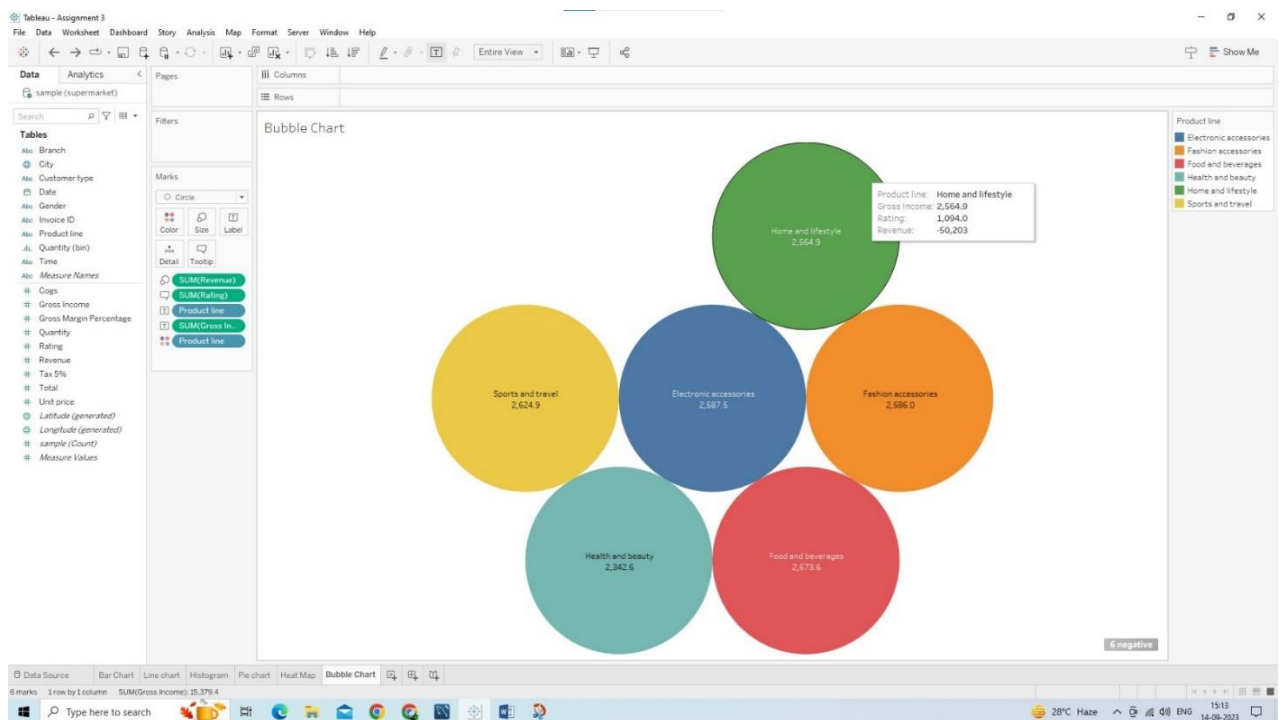 Tableau - Assignment 3
File Data Worksheet Dashboard Story Analysis Map Format Server Window Help
Entire View
Show Me
Data Analytics
sample (supermarket)
Search
Tables
Abc Branch
City
Abc Customer type
Date
Abc Gender
Abc Invoice ID
Abc Product line
Quantity (bin)
Abc Time
Abc Measure Names
# Cogs
# Gross Income
# Gross Margin Percentage
# Quantity
# Rating
# Revenue
# Tax 5%
# Total
# Unit price
Latitude (generated)
Longitude (generated)
# sample (Count)
# Measure Values
Pages
Filters
Marks
Circle
Color Size Label
Detail Tooltip
SUM(Revenue)
SUM(Rating)
Product line
SUM(Gross In..
Product line
Columns
Rows
Bubble Chart
Home and lifestyle
2,564.9
Product line: Home and lifestyle
Gross Income: 2,564.9
Rating: 1,094.0
Revenue: -50,203
Sports and travel
2,624.9
Electronic accessories
2,587.5
Fashion accessories
2,586.0
Health and beauty
2,342.6
Food and beverages
2,673.6
6 negative
Product line
Electronic accessories
Fashion accessories
Food and beverages
Health and beauty
Home and lifestyle
Sports and travel
Data Source Bar Chart Line chart Histogram Pie chart Heat Map Bubble Chart
6 marks 1 row by 1 column SUM(Gross Income): 15,379.4
Type here to search
28°C Haze ENG 15:13
14-09-2023